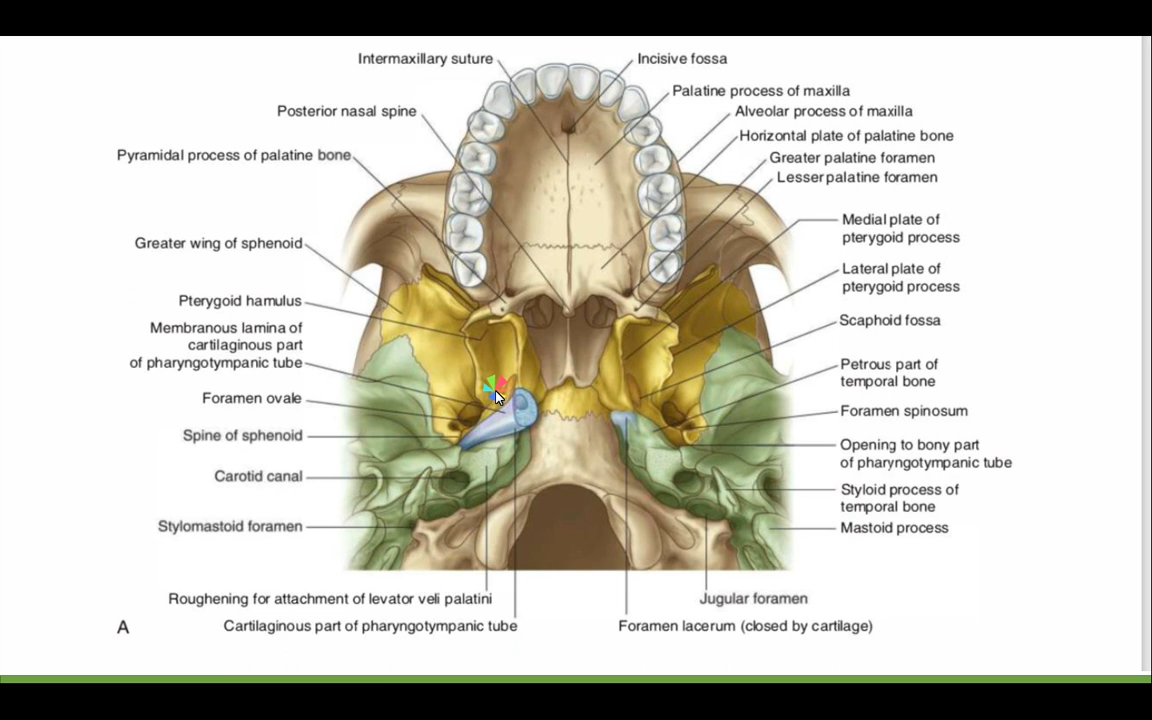 Intermaxillary suture
Posterior nasal spine
Pyramidal process of palatine bone
Greater wing of sphenoid
Pterygoid hamulus
Membranous lamina of
cartilaginous part
of pharyngotympanic tube
Foramen ovale
Spine of sphenoid
Carotid canal
Stylomastoid foramen
Roughening for attachment of levator veli palatini
Cartilaginous part of pharyngotympanic tube
A
Incisive fossa
Palatine process of maxilla
Alveolar process of maxilla
Horizontal plate of palatine bone
Greater palatine foramen
Lesser palatine foramen
Medial plate of
pterygoid process
Lateral plate of
pterygoid process
Scaphoid fossa
Petrous part of
temporal bone
Foramen spinosum
Opening to bony part
of pharyngotympanic tube
Styloid process of
temporal bone
Mastoid process
Jugular foramen
Foramen lacerum (closed by cartilage)